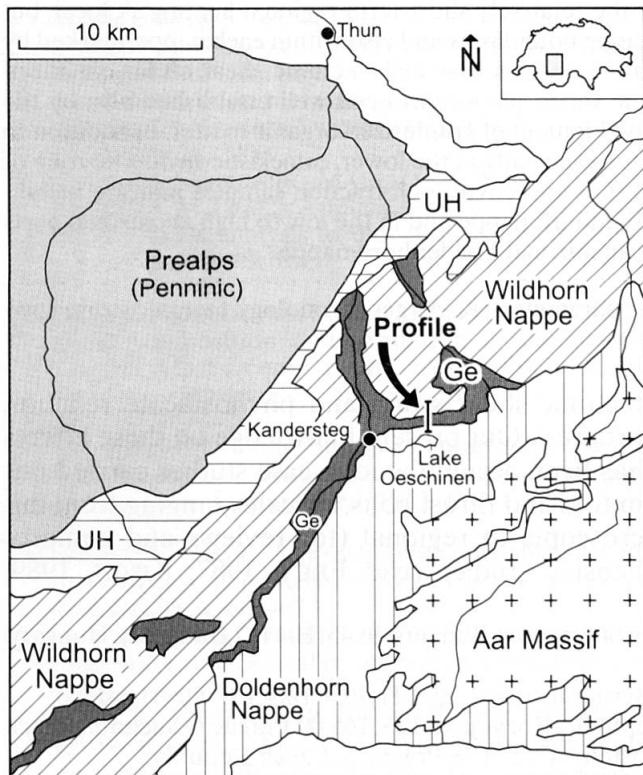 10 km
Thun
N
UH
Prealps
(Penninic)
Wildhorn
Nappe
Profile
Ge
Kandersteg
Lake
Oeschinen
Ge
UH
Aar Massif
Wildhorn
Nappe
Doldenhorn
Nappe